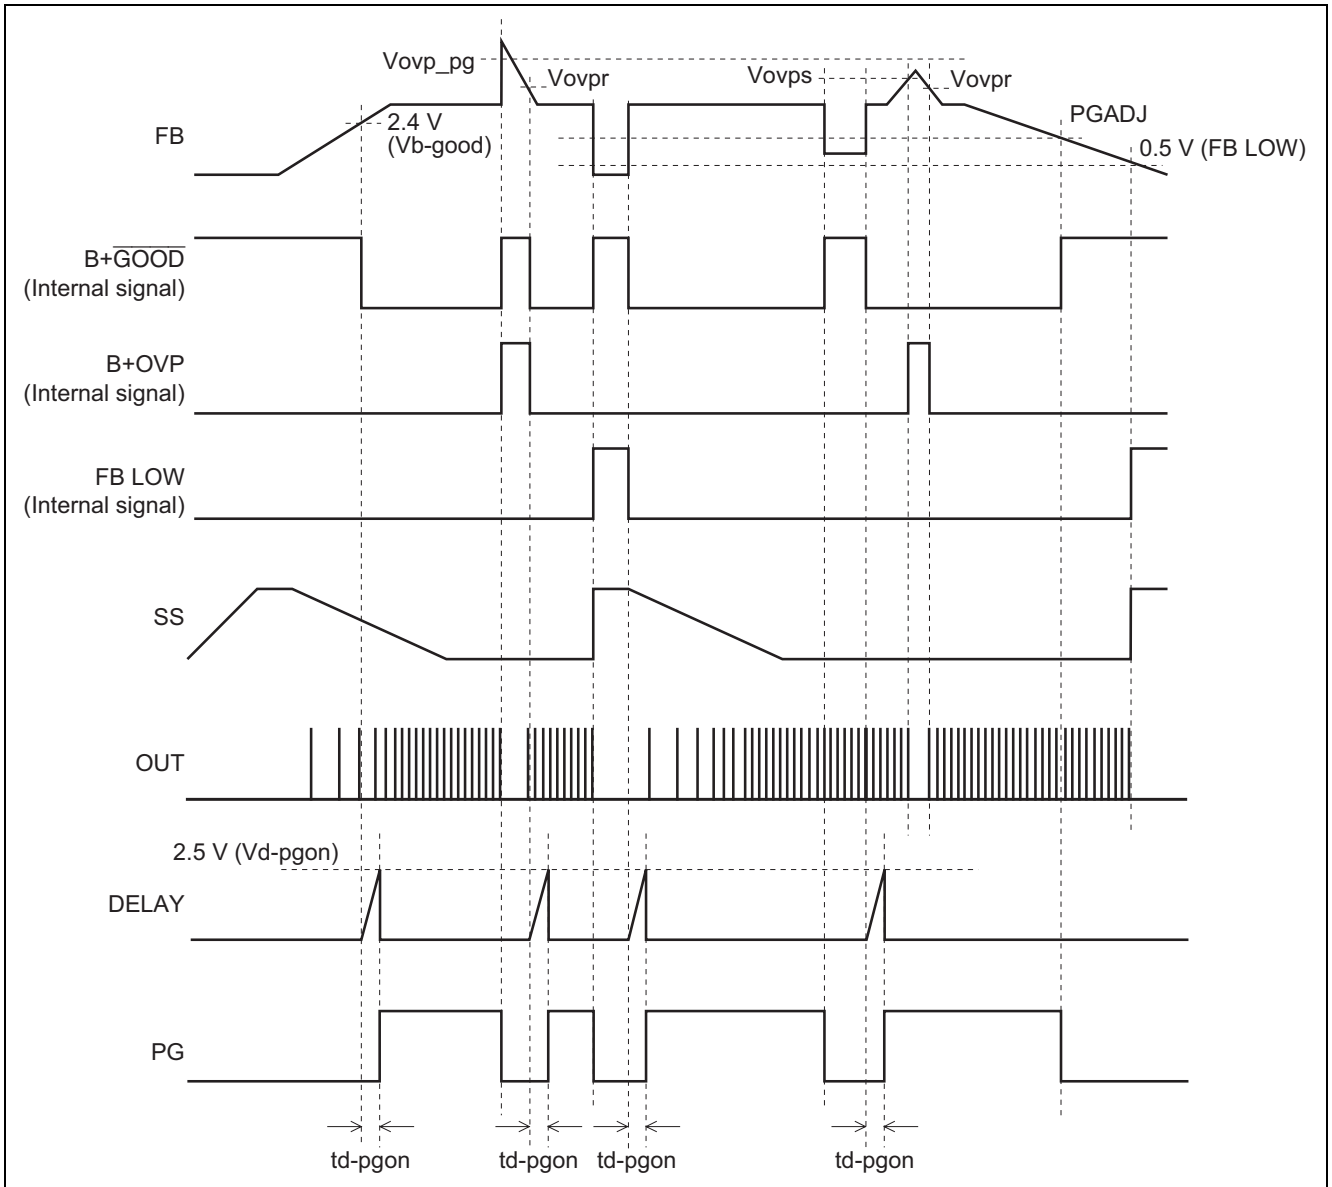 Vovp_pg
Vovpr
Vovps
Vovpr
FB
2.4 V
(Vb-good)
PGADJ
0.5 V (FB LOW)
B+G̅O̅O̅D̅
(Internal signal)
B+OVP
(Internal signal)
FB LOW
(Internal signal)
SS
OUT
2.5 V (Vd-pgon)
DELAY
PG
td-pgon td-pgon td-pgon td-pgon